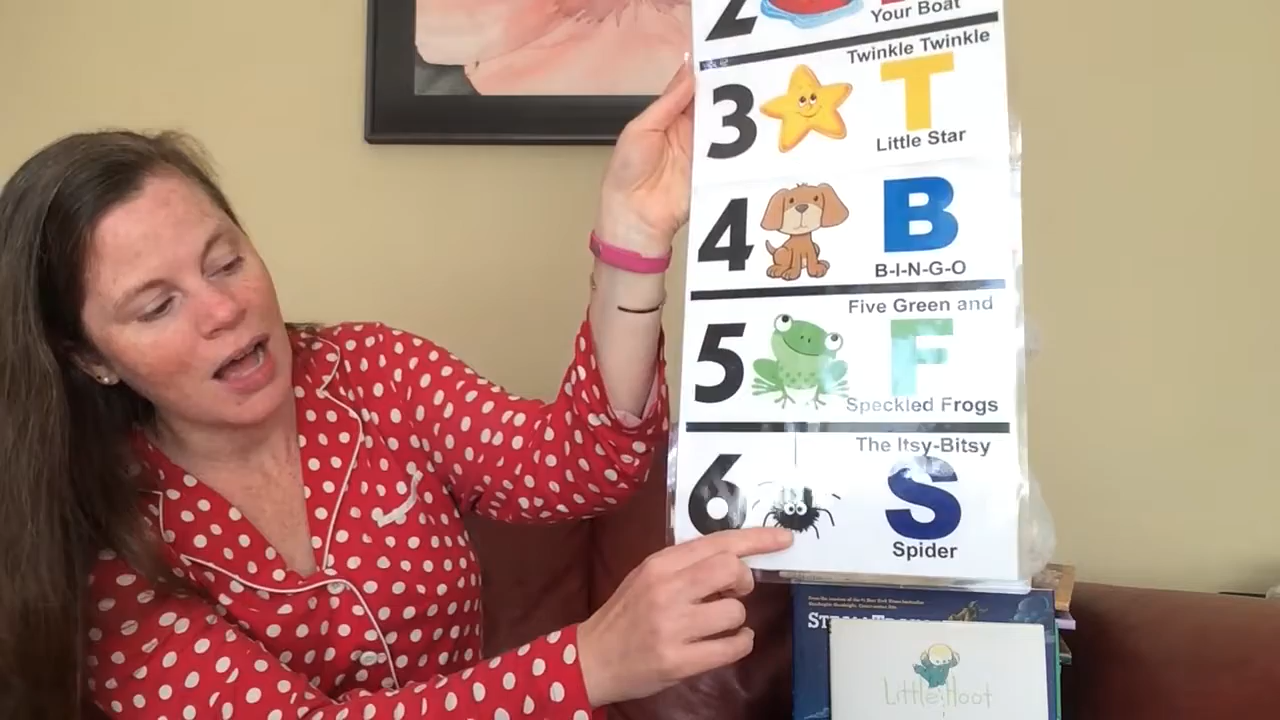 2
Your Boat
Twinkle Twinkle
3 T
Little Star
4 B
B-I-N-G-O
Five Green and
5 F
Speckled Frogs
The Itsy-Bitsy
6 S
Spider
Little Hoot